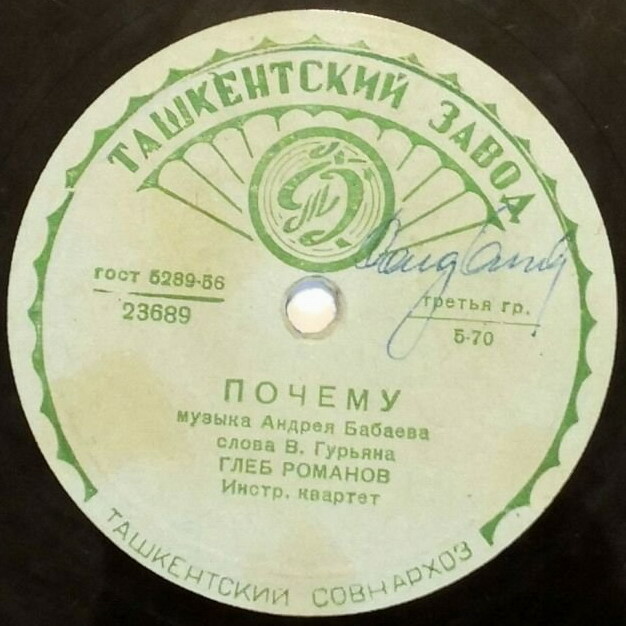 ТАШКЕНТСКИЙ ЗАВОД
ГОСТ 5289-56
23689
третья гр.
5-70
ПОЧЕМУ
музыка Андрея Бабаева
слова В. Гурьяна
ГЛЕБ РОМАНОВ
Инстр. квартет
ТАШКЕНТСКИЙ СОВНАРХОЗ